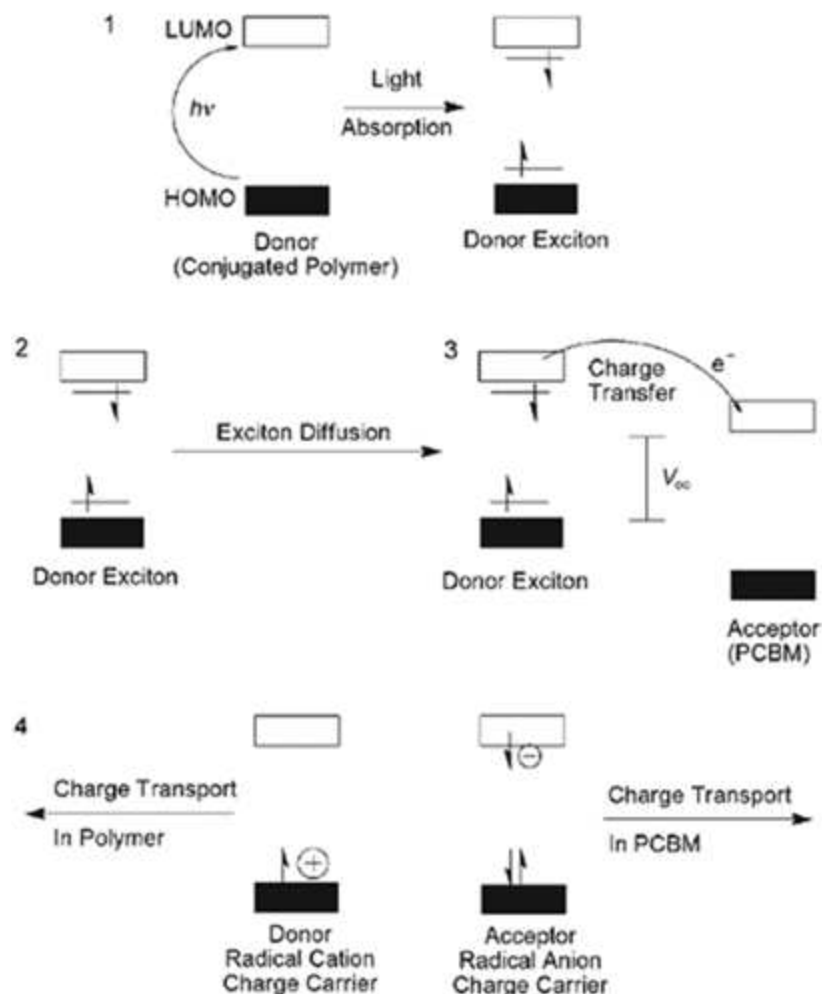 1
LUMO
hν
HOMO
Donor
(Conjugated Polymer)
Light
Absorption
Donor Exciton
2
Exciton Diffusion
Donor Exciton
3
e⁻
Charge
Transfer
Voc
Donor Exciton
Acceptor
(PCBM)
4
Charge Transport
In Polymer
+
Donor
Radical Cation
Charge Carrier
−
Acceptor
Radical Anion
Charge Carrier
Charge Transport
In PCBM